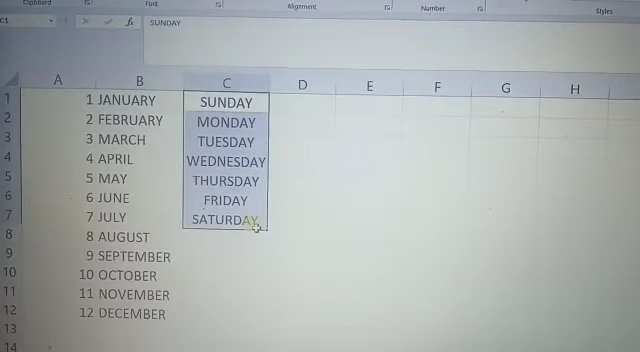 Clipboard Font Alignment Number Styles
C1 fx SUNDAY
A B C D E F G H
1 1 JANUARY SUNDAY
2 2 FEBRUARY MONDAY
3 3 MARCH TUESDAY
4 4 APRIL WEDNESDAY
5 5 MAY THURSDAY
6 6 JUNE FRIDAY
7 7 JULY SATURDAY
8 8 AUGUST
9 9 SEPTEMBER
10 10 OCTOBER
11 11 NOVEMBER
12 12 DECEMBER
13
14